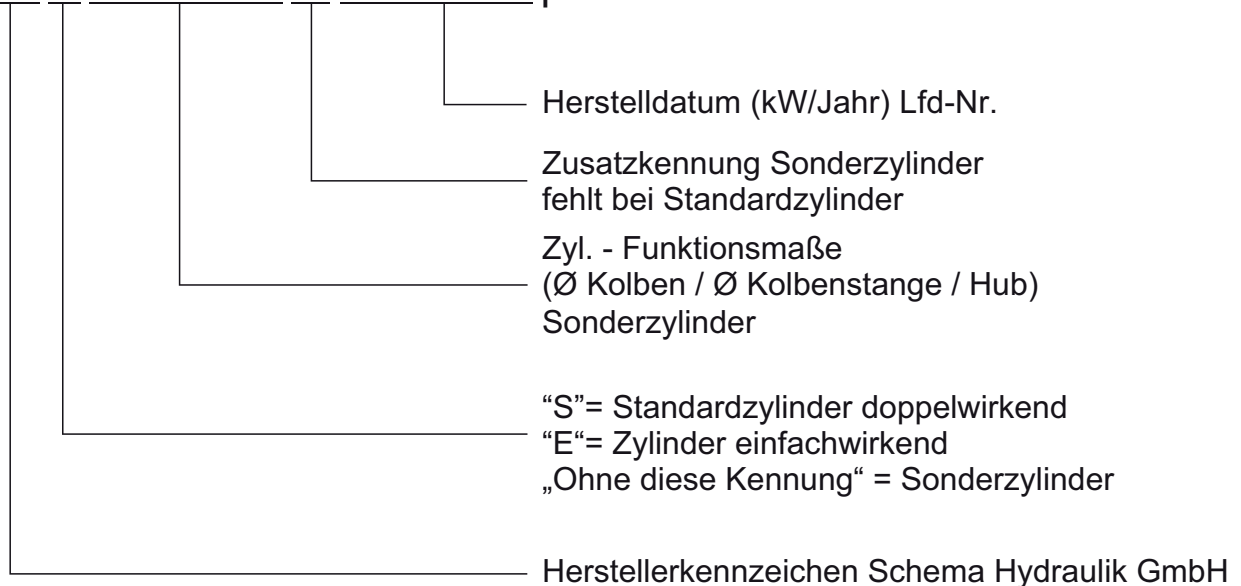 Herstelldatum (kW/Jahr) Lfd-Nr.
Zusatzkennung Sonderzylinder
fehlt bei Standardzylinder
Zyl. - Funktionsmaße
(Ø Kolben / Ø Kolbenstange / Hub)
Sonderzylinder
“S”= Standardzylinder doppelwirkend
“E“= Zylinder einfachwirkend
„Ohne diese Kennung“ = Sonderzylinder
Herstellerkennzeichen Schema Hydraulik GmbH